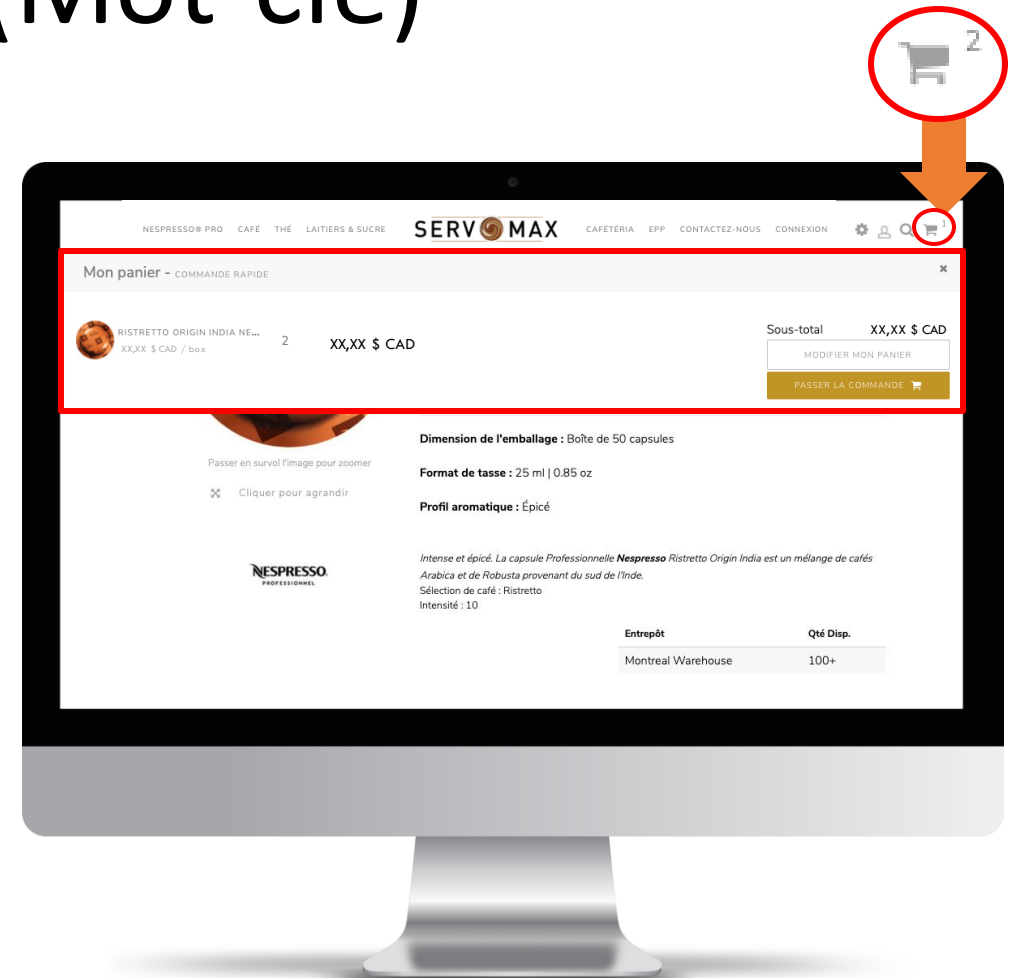 (Mot-clé)
2
NESPRESSO® PRO CAFÉ THÉ LAITIERS & SUCRE SERVOMAX CAFÉTÉRIA EPP CONTACTEZ-NOUS CONNEXION 1
Mon panier - COMMANDE RAPIDE
RISTRETTO ORIGIN INDIA NE...
XX,XX $ CAD / box
2
XX,XX $ CAD
Sous-total XX,XX $ CAD
MODIFIER MON PANIER
PASSER LA COMMANDE
Passer en survol l'image pour zoomer
Cliquer pour agrandir
Dimension de l'emballage : Boîte de 50 capsules
Format de tasse : 25 ml | 0.85 oz
Profil aromatique : Épicé
NESPRESSO.
PROFESSIONNEL
Intense et épicé. La capsule Professionnelle Nespresso Ristretto Origin India est un mélange de cafés
Arabica et de Robusta provenant du sud de l'Inde.
Sélection de café : Ristretto
Intensité : 10
Entrepôt Qté Disp.
Montreal Warehouse 100+